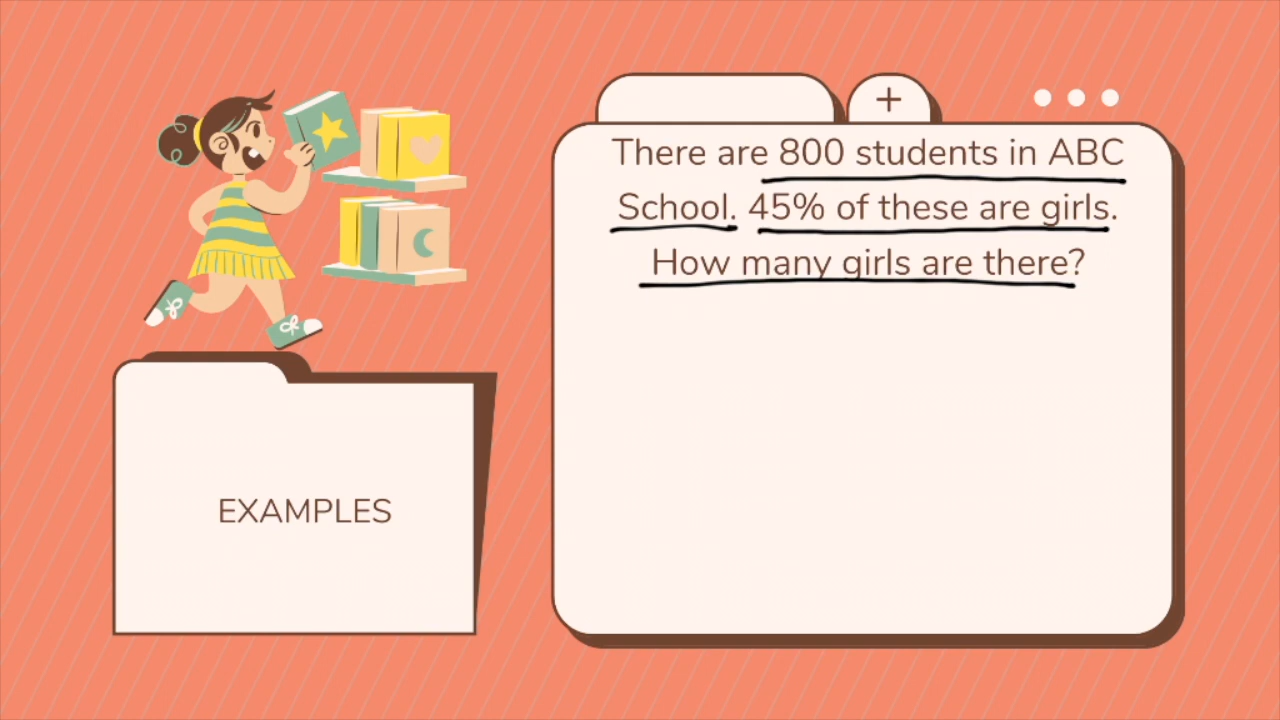 There are 800 students in ABC
School. 45% of these are girls.
How many girls are there?
EXAMPLES